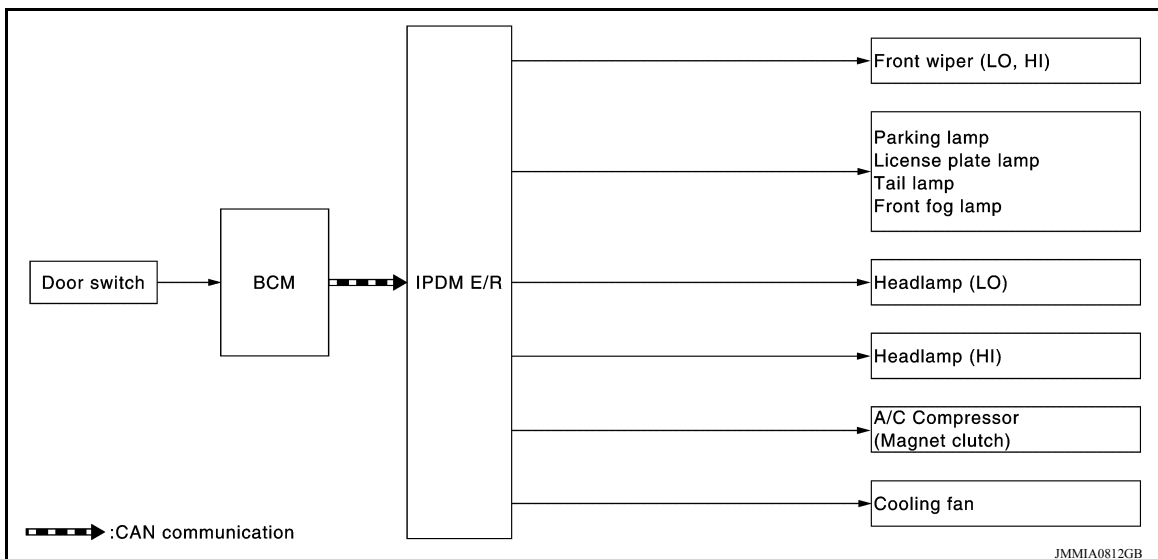 Front wiper (LO, HI)
Parking lamp
License plate lamp
Tail lamp
Front fog lamp
Door switch
BCM
IPDM E/R
Headlamp (LO)
Headlamp (HI)
A/C Compressor
(Magnet clutch)
Cooling fan
:CAN communication
JMMIA0812GB